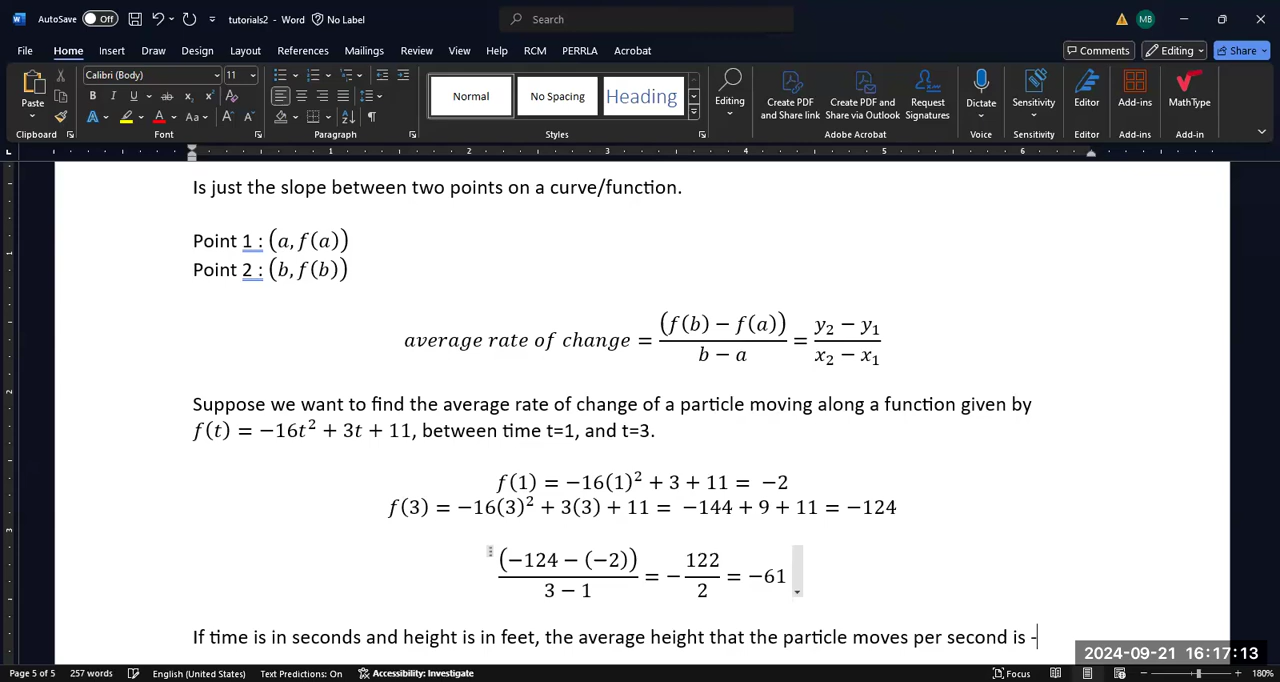 AutoSave Off tutorials2 - Word No Label Search MB
File Home Insert Draw Design Layout References Mailings Review View Help RCM PERRLA Acrobat Comments Editing Share
Paste Calibri (Body) 11 Normal No Spacing Heading Editing Create PDF and Share link Create PDF and Share via Outlook Request Signatures Dictate Sensitivity Editor Add-ins MathType
Clipboard Font Paragraph Styles Adobe Acrobat Voice Sensitivity Editor Add-ins Add-in
1 2 3 4 5 6
Is just the slope between two points on a curve/function.
Point 1 : (a, f(a))
Point 2 : (b, f(b))
average rate of change = (f(b) − f(a)) / (b − a) = (y₂ − y₁) / (x₂ − x₁)
Suppose we want to find the average rate of change of a particle moving along a function given by
f(t) = −16t² + 3t + 11, between time t=1, and t=3.
f(1) = −16(1)² + 3 + 11 = −2
f(3) = −16(3)² + 3(3) + 11 = −144 + 9 + 11 = −124
(−124 − (−2)) / (3 − 1) = − 122 / 2 = −61
If time is in seconds and height is in feet, the average height that the particle moves per second is -
2024-09-21 16:17:13
Page 5 of 5 257 words English (United States) Text Predictions: On Accessibility: Investigate Focus 180%